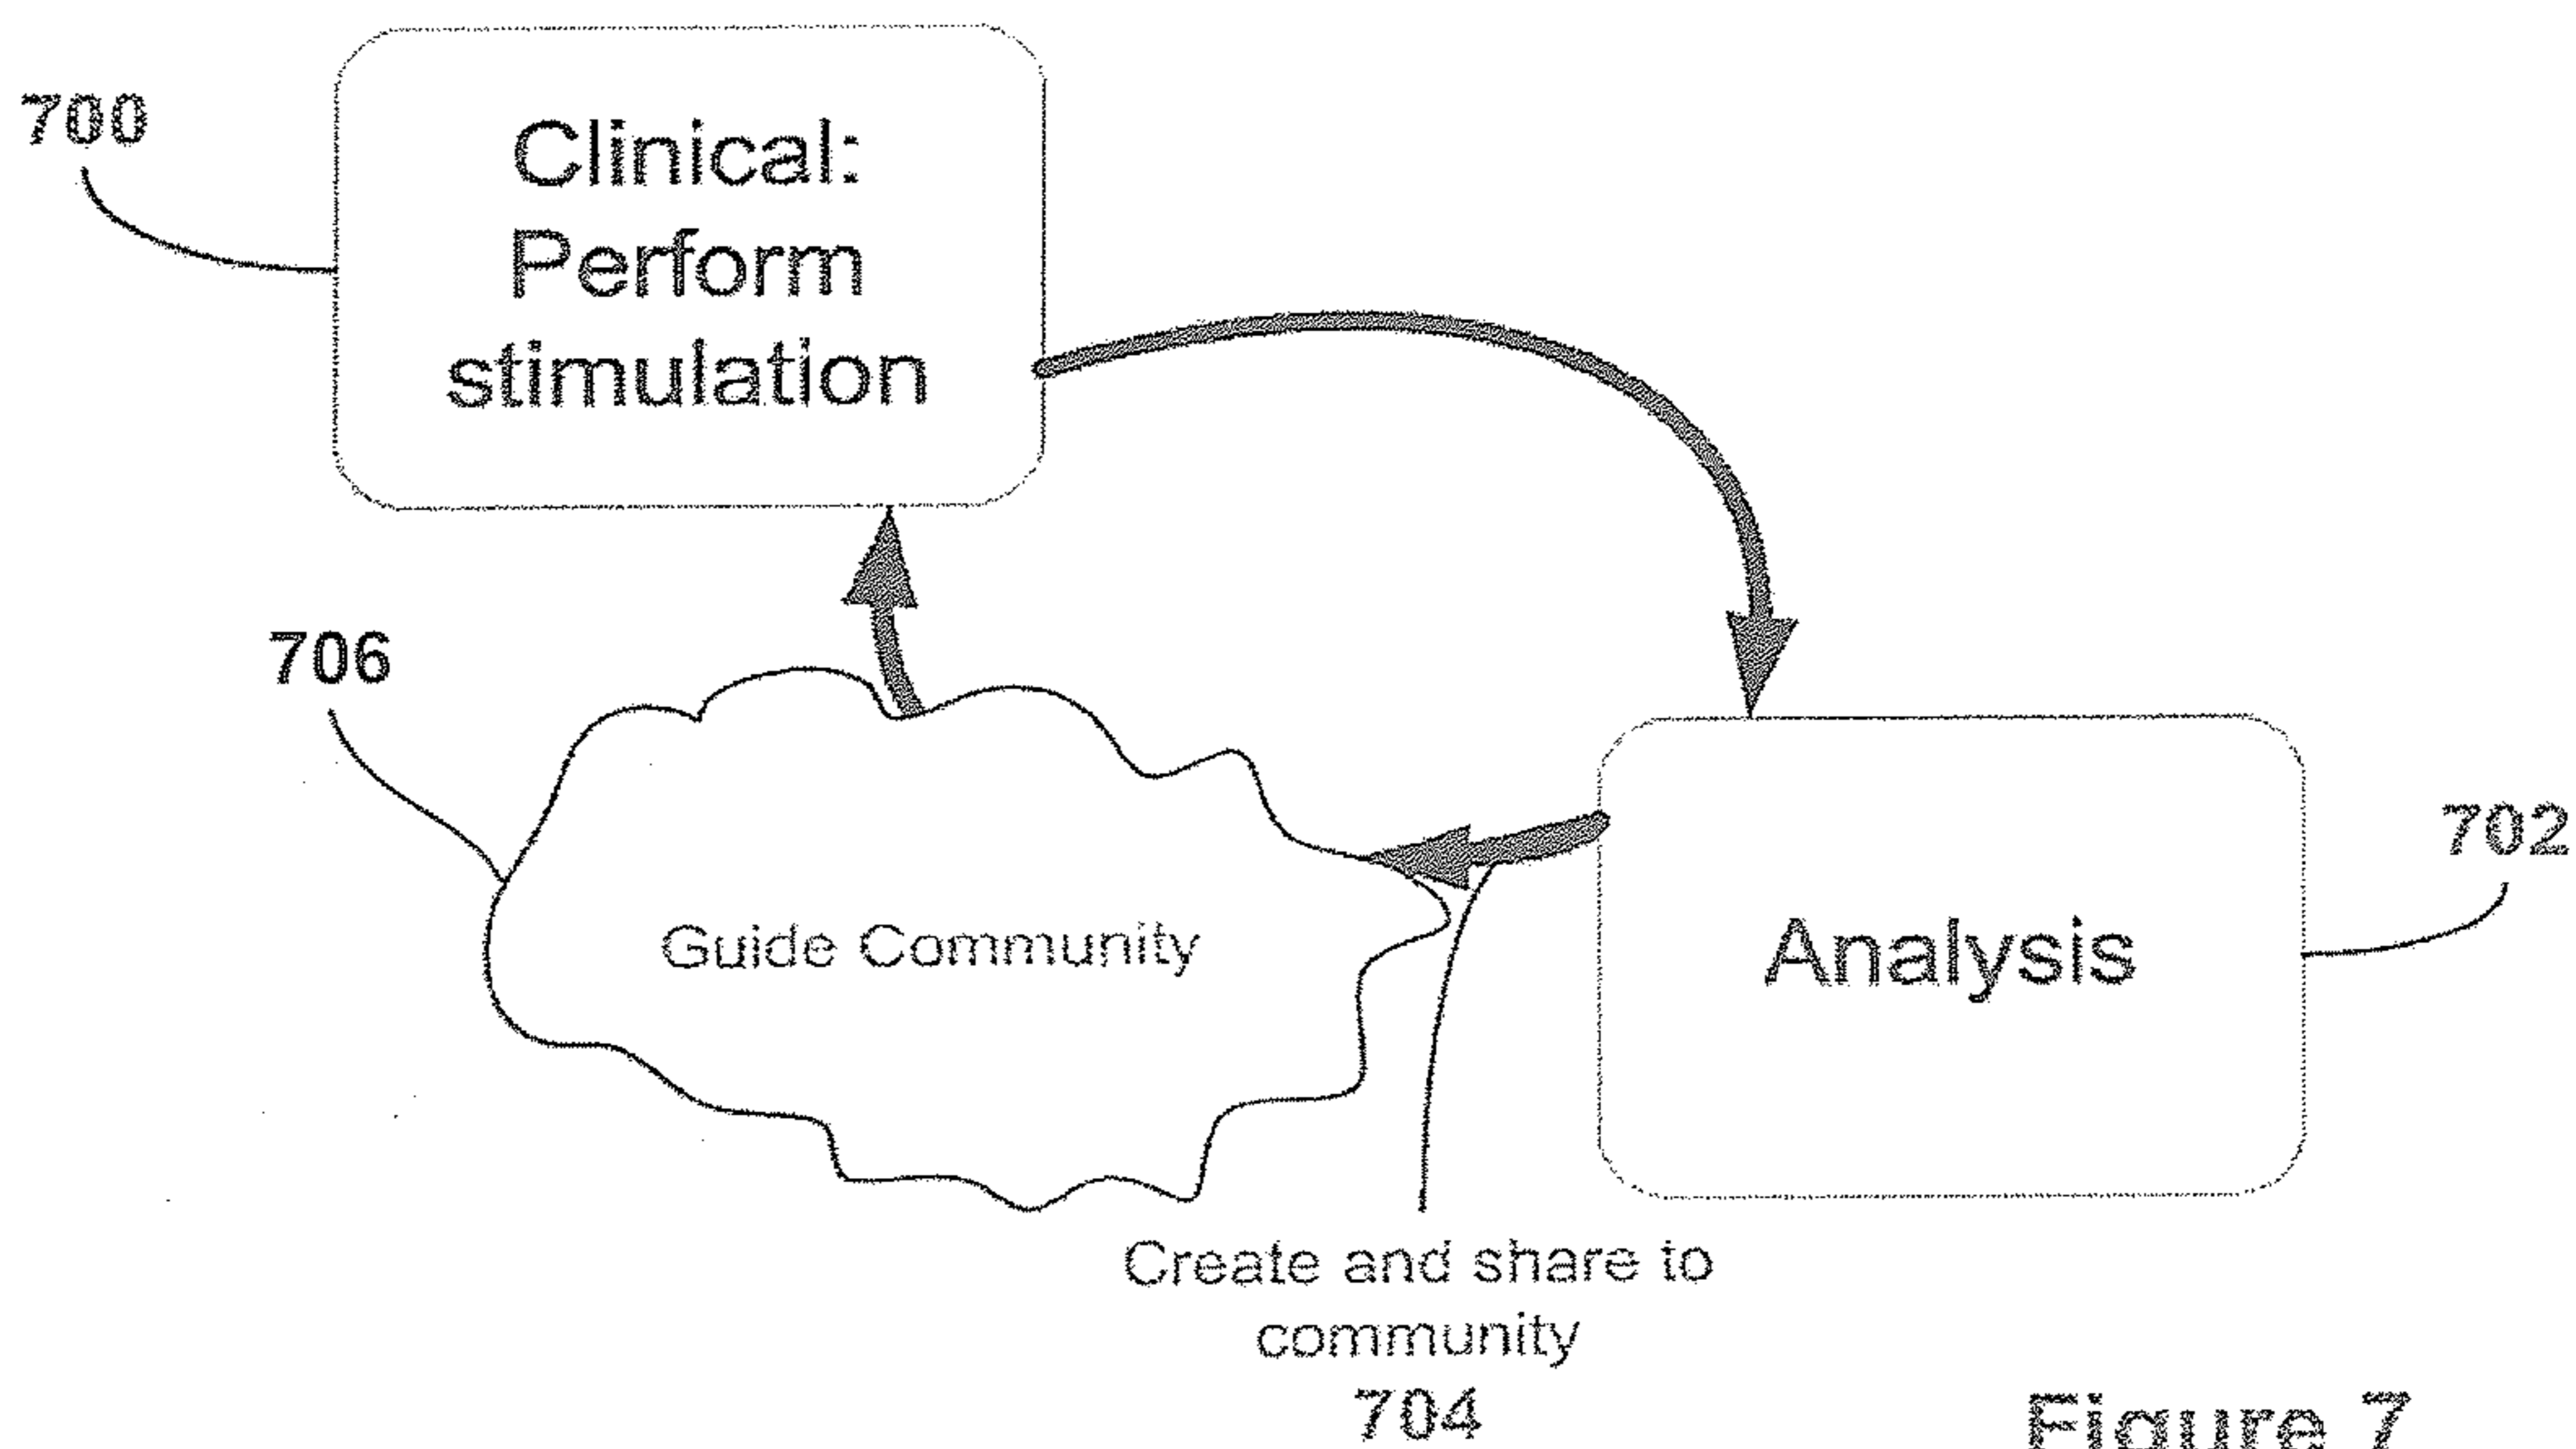 700
Clinical:
Perform
stimulation
706
702
Guide Community
Analysis
Create and share to
community
704
Figure 7